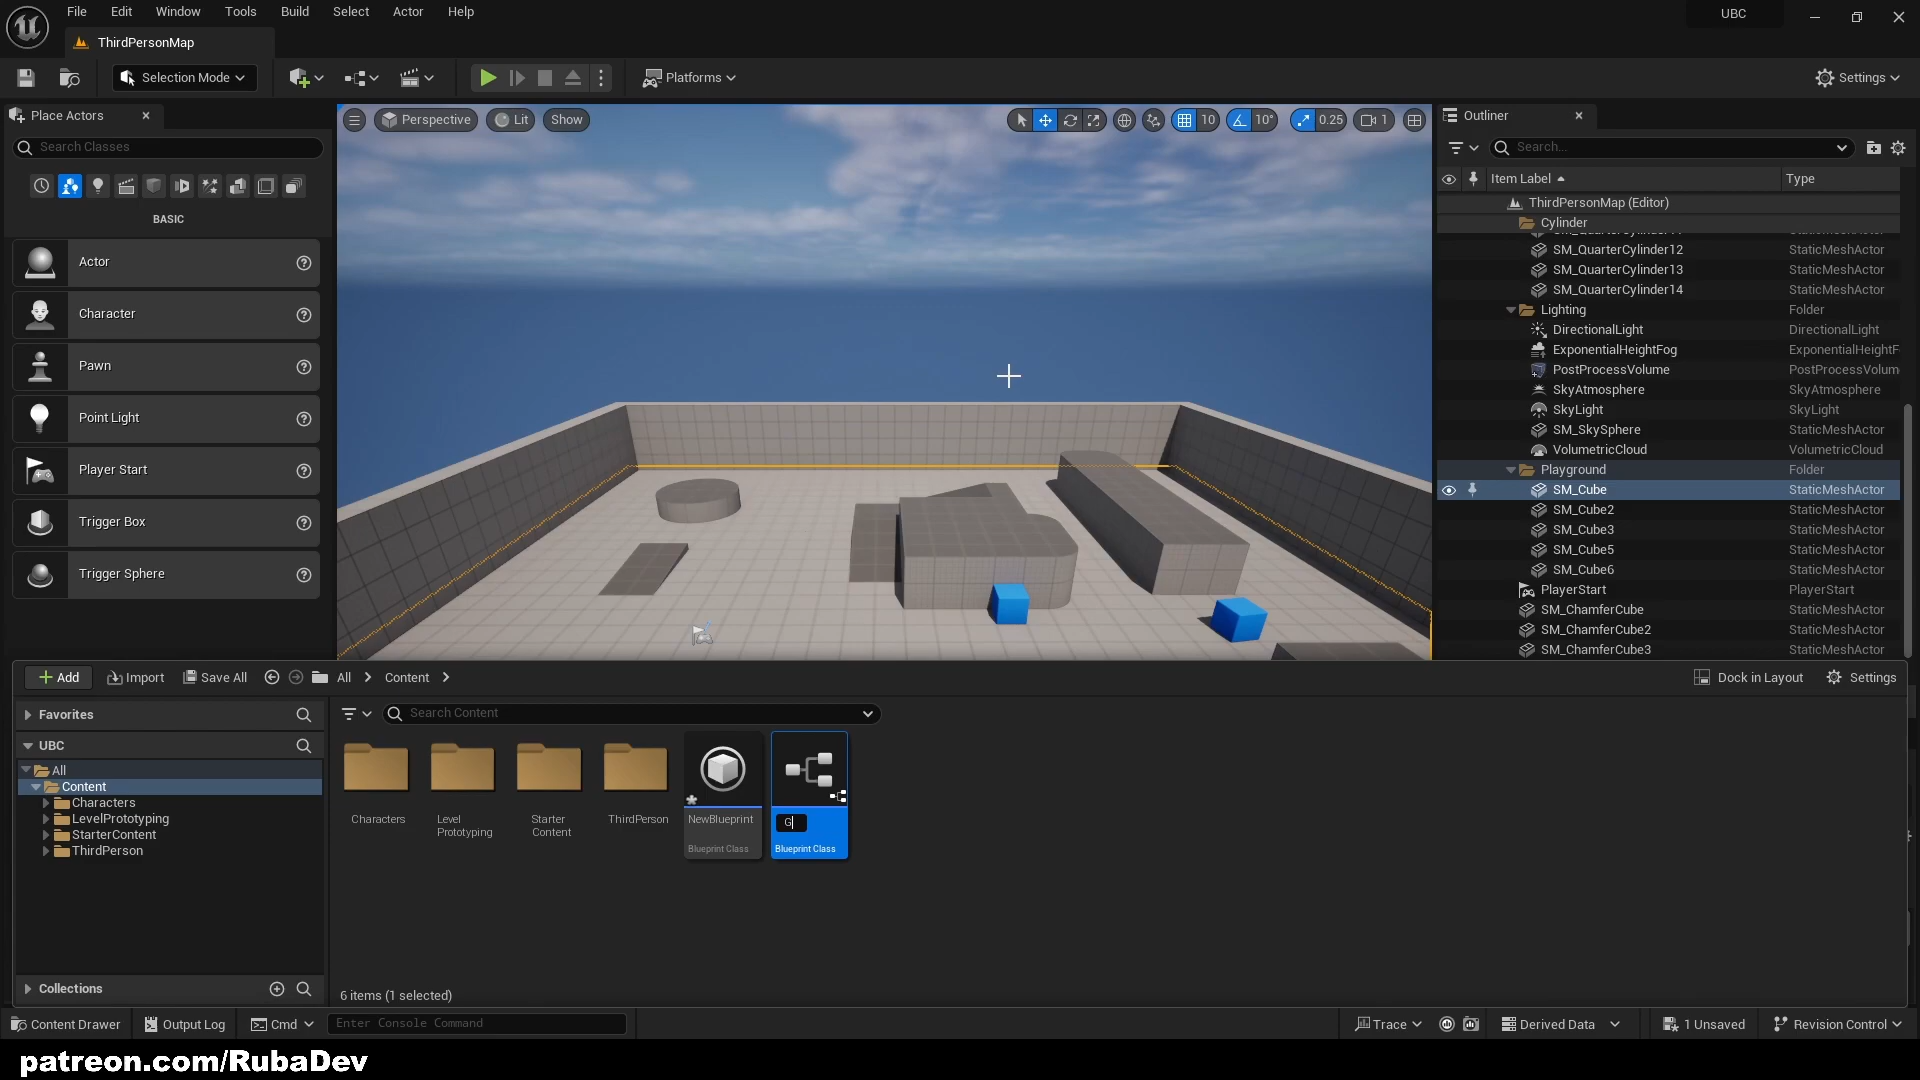 File Edit Window Tools Build Select Actor Help
UBC
ThirdPersonMap
Selection Mode
Platforms
Settings
Place Actors
Search Classes
BASIC
Actor
Character
Pawn
Point Light
Player Start
Trigger Box
Trigger Sphere
Perspective Lit Show
10 10° 0.25 1
Outliner
Search...
Item Label Type
ThirdPersonMap (Editor)
Cylinder
SM_QuarterCylinder12 StaticMeshActor
SM_QuarterCylinder13 StaticMeshActor
SM_QuarterCylinder14 StaticMeshActor
Lighting Folder
DirectionalLight DirectionalLight
ExponentialHeightFog ExponentialHeightF
PostProcessVolume PostProcessVolum
SkyAtmosphere SkyAtmosphere
SkyLight SkyLight
SM_SkySphere StaticMeshActor
VolumetricCloud VolumetricCloud
Playground Folder
SM_Cube StaticMeshActor
SM_Cube2 StaticMeshActor
SM_Cube3 StaticMeshActor
SM_Cube5 StaticMeshActor
SM_Cube6 StaticMeshActor
PlayerStart PlayerStart
SM_ChamferCube StaticMeshActor
SM_ChamferCube2 StaticMeshActor
SM_ChamferCube3 StaticMeshActor
Add Import Save All All Content
Dock in Layout Settings
Favorites
UBC
All
Content
Characters
LevelPrototyping
StarterContent
ThirdPerson
Collections
Search Content
Characters
Level
Prototyping
Starter
Content
ThirdPerson
NewBlueprint
Blueprint Class
G
Blueprint Class
6 items (1 selected)
Content Drawer Output Log Cmd Enter Console Command
Trace Derived Data 1 Unsaved Revision Control
patreon.com/RubaDev